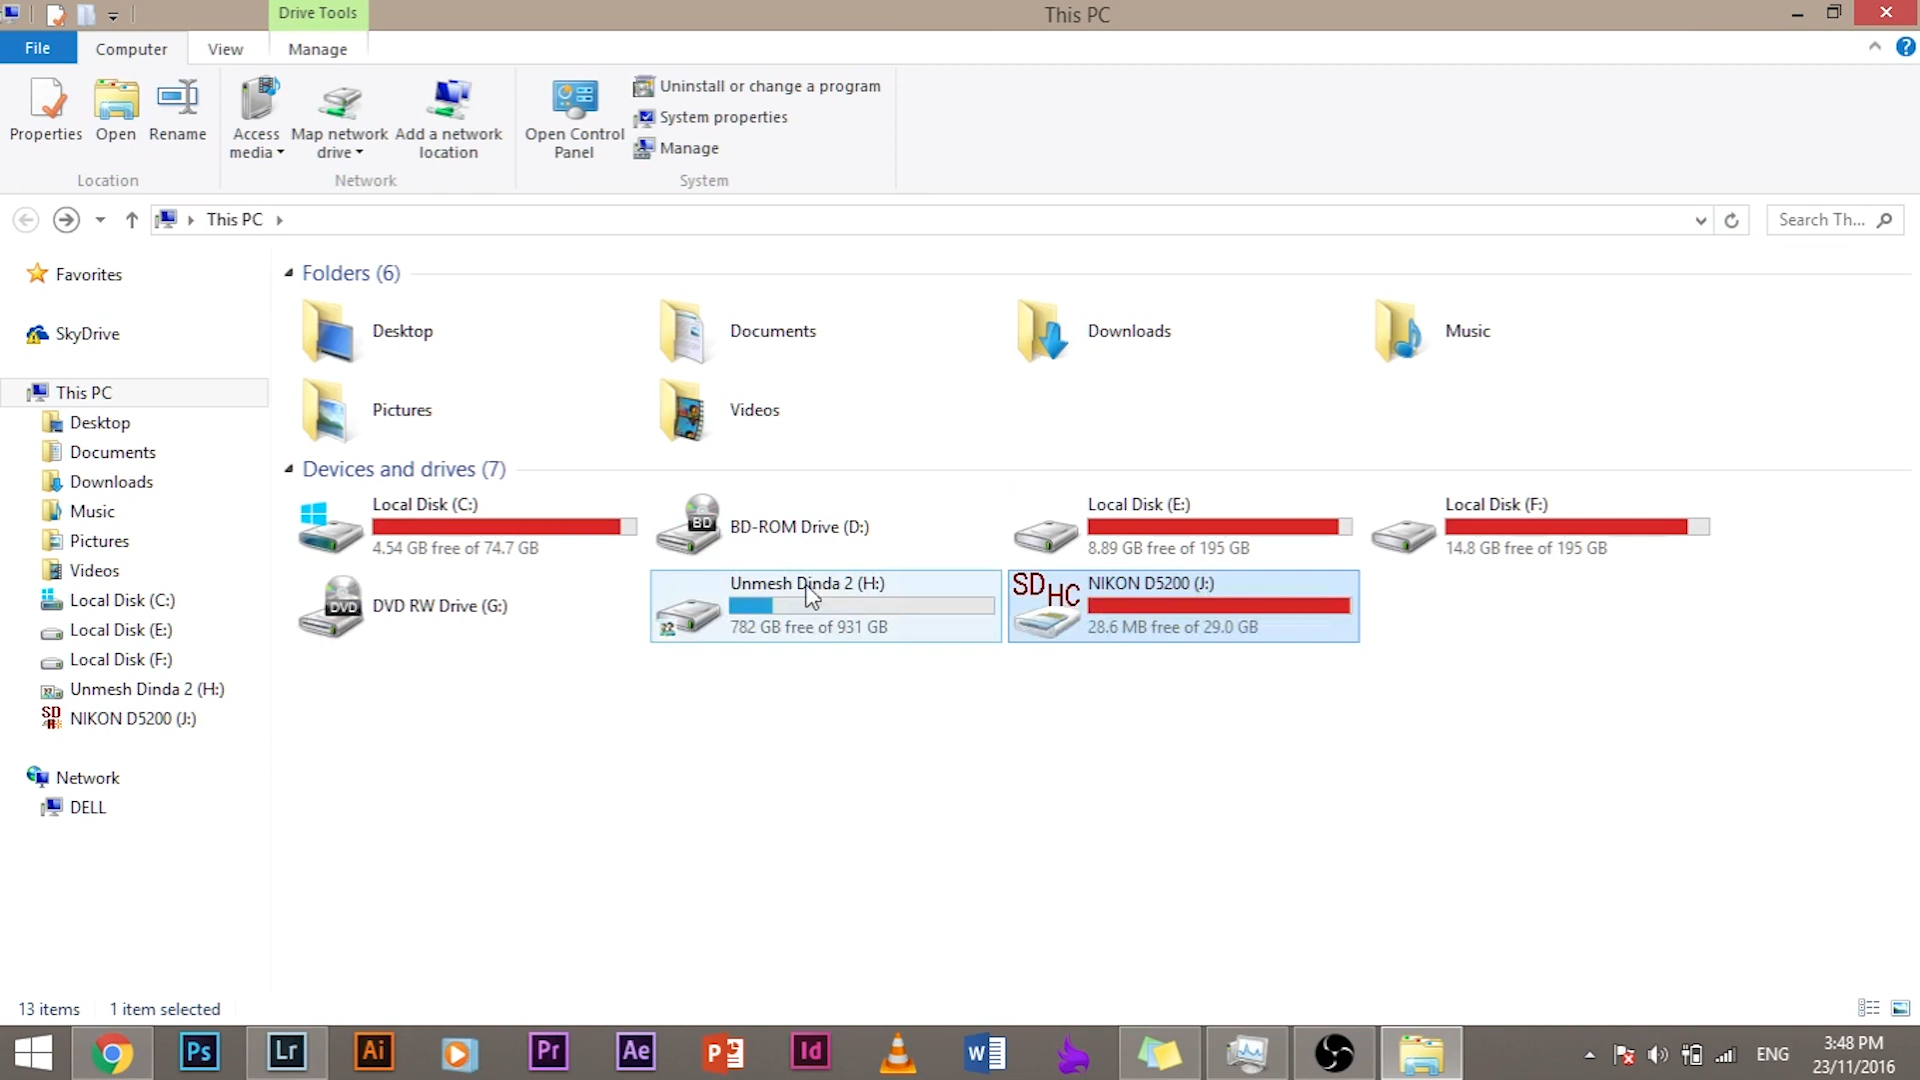 Drive Tools
This PC
File
Computer
View
Manage
Properties
Open
Rename
Access media
Map network drive
Add a network location
Open Control Panel
Uninstall or change a program
System properties
Manage
Location
Network
System
This PC
Search Th...
Favorites
SkyDrive
This PC
Desktop
Documents
Downloads
Music
Pictures
Videos
Local Disk (C:)
Local Disk (E:)
Local Disk (F:)
Unmesh Dinda 2 (H:)
NIKON D5200 (J:)
Network
DELL
Folders (6)
Desktop
Documents
Downloads
Music
Pictures
Videos
Devices and drives (7)
Local Disk (C:)
4.54 GB free of 74.7 GB
BD
BD-ROM Drive (D:)
Local Disk (E:)
8.89 GB free of 195 GB
Local Disk (F:)
14.8 GB free of 195 GB
DVD
DVD RW Drive (G:)
Unmesh Dinda 2 (H:)
782 GB free of 931 GB
SD HC
NIKON D5200 (J:)
28.6 MB free of 29.0 GB
13 items
1 item selected
Ps
Lr
Ai
Pr
Ae
P
Id
W
ENG
3:48 PM
23/11/2016